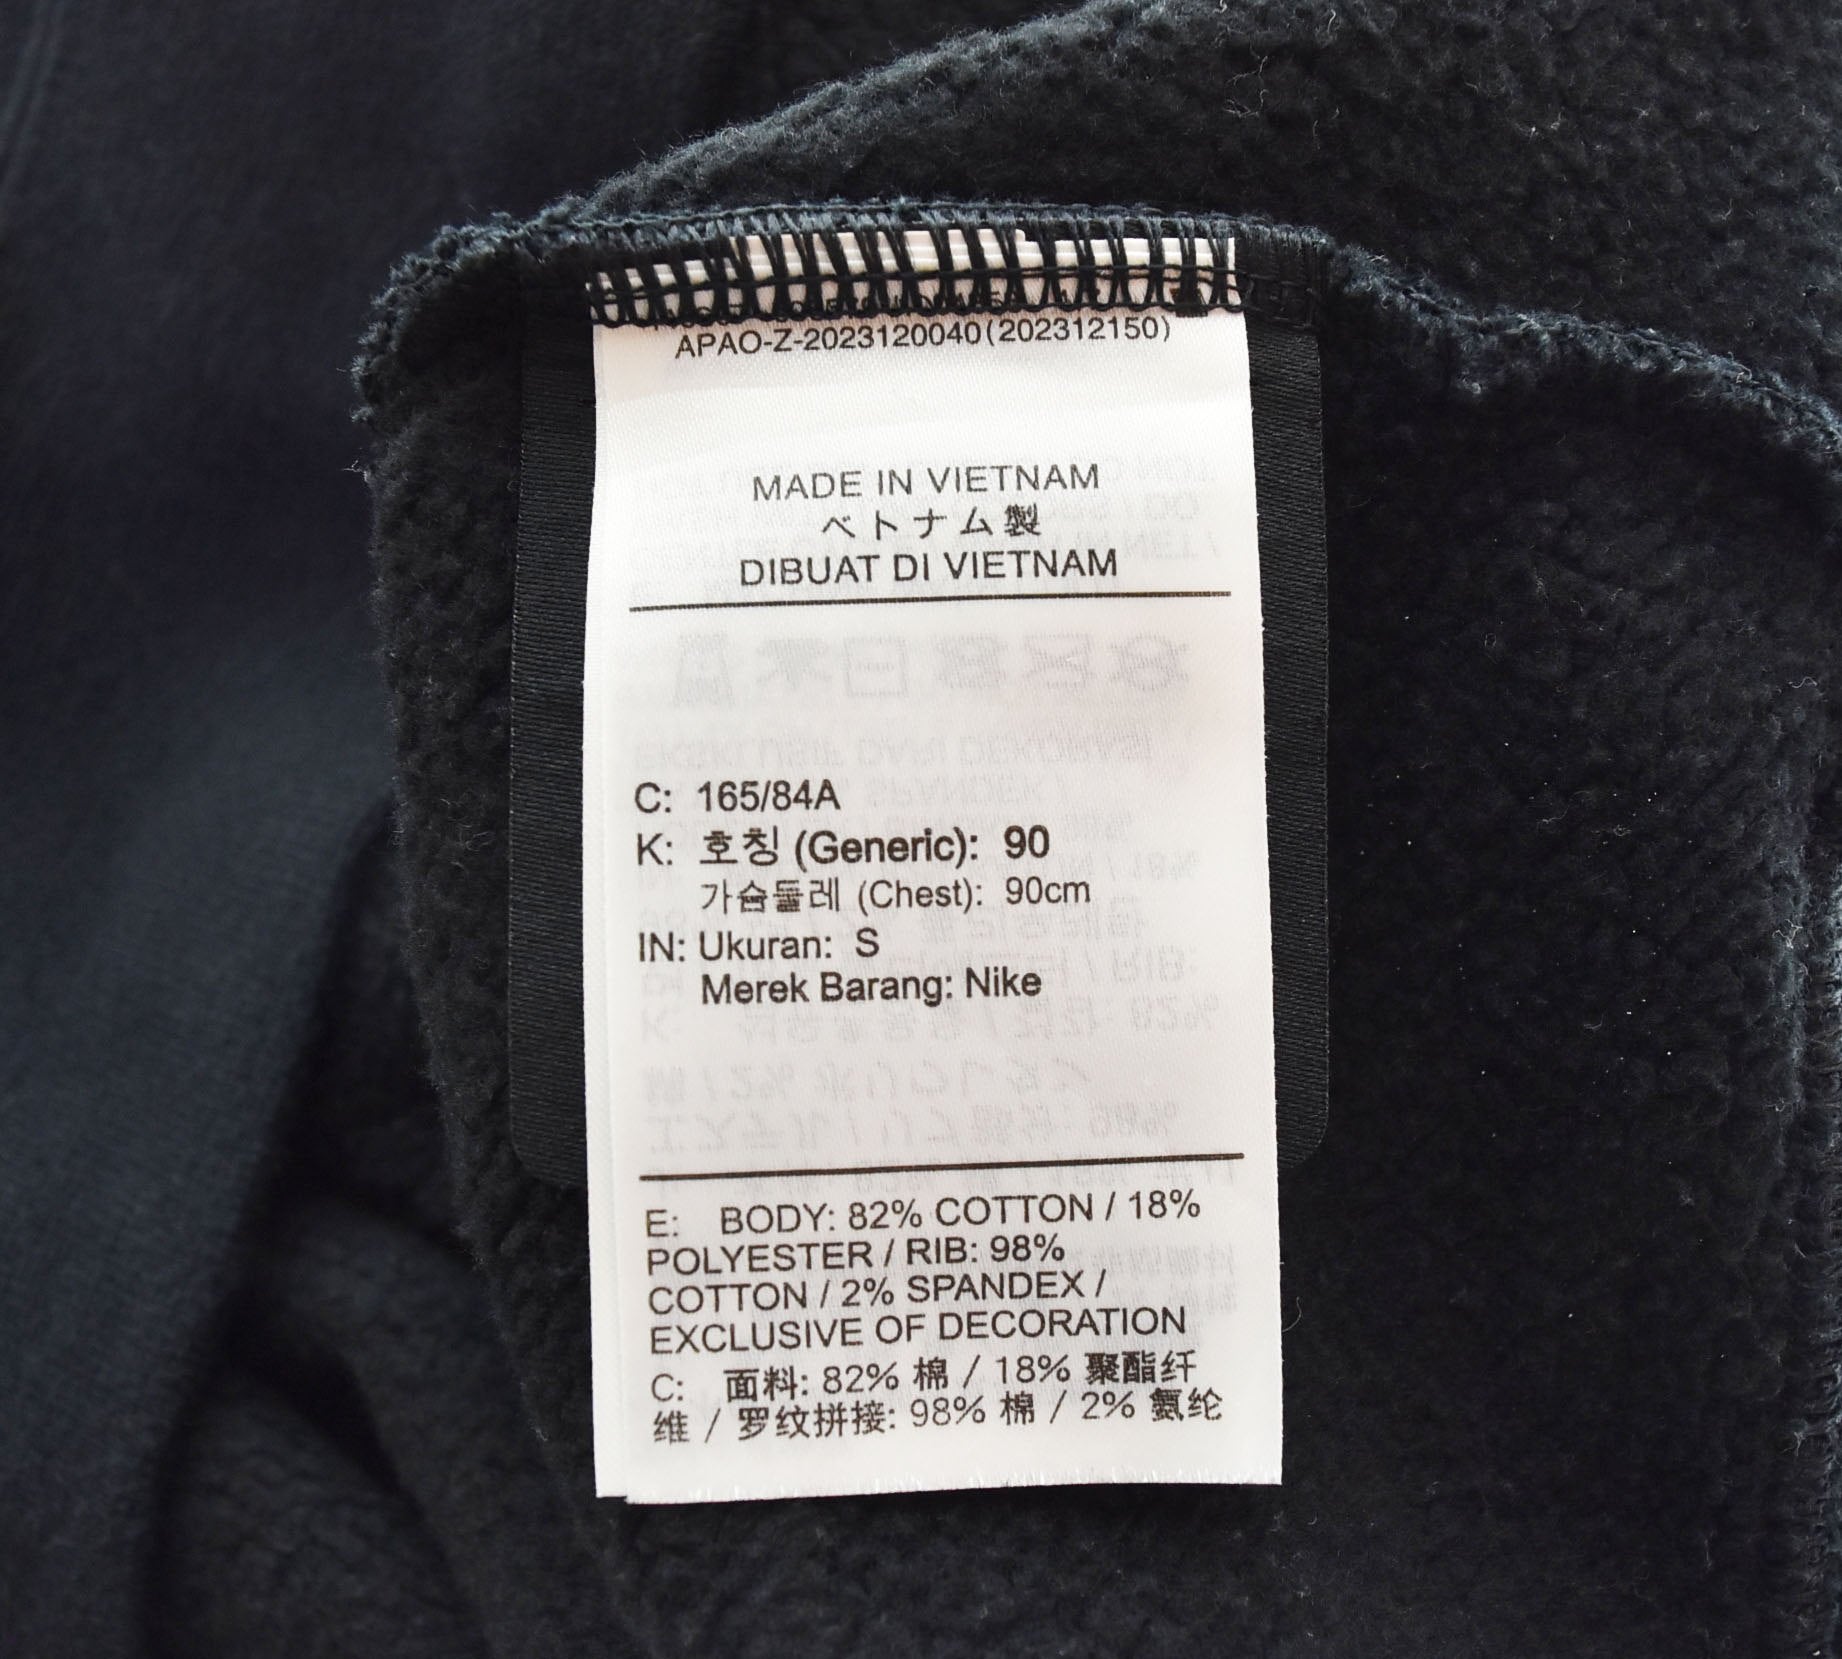 APAO-Z-2023120040(202312150)
MADE IN VIETNAM
ベトナム製
DIBUAT DI VIETNAM
C: 165/84A
K: 호칭 (Generic): 90
가슴둘레 (Chest): 90cm
IN: Ukuran: S
Merek Barang: Nike
E: BODY: 82% COTTON / 18%
POLYESTER / RIB: 98%
COTTON / 2% SPANDEX /
EXCLUSIVE OF DECORATION
C: 面料: 82% 棉 / 18% 聚酯纤
维 / 罗纹拼接: 98% 棉 / 2% 氨纶